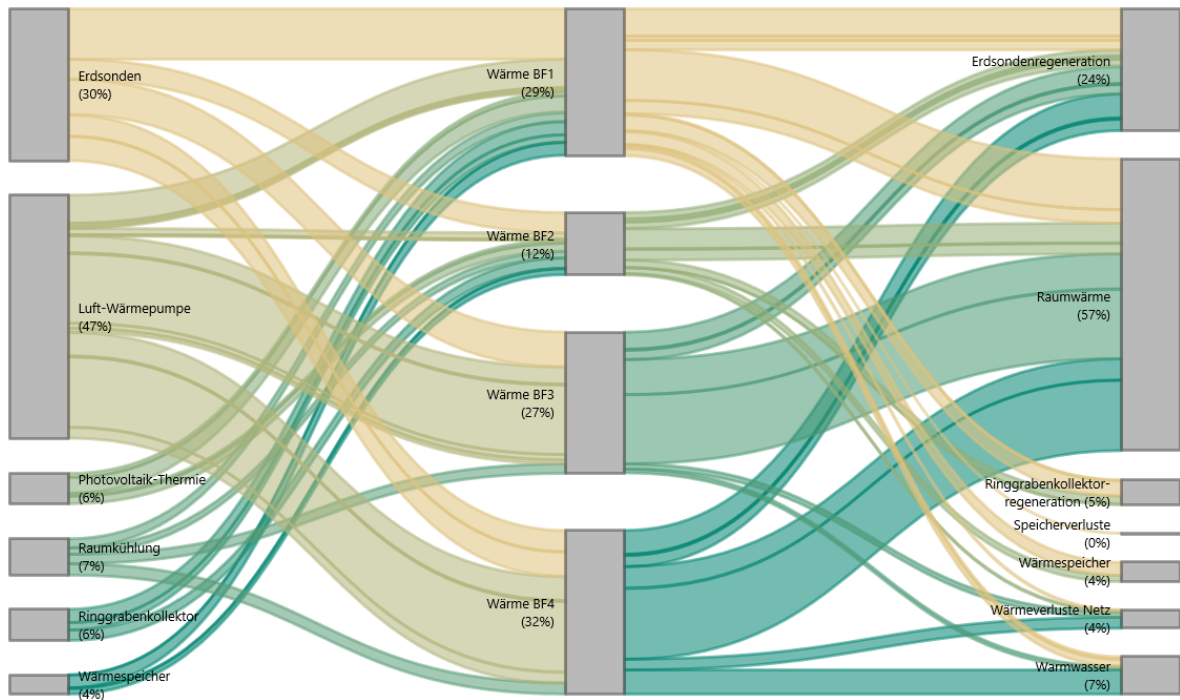 Erdsonden
(30%)
Luft-Wärmepumpe
(47%)
Photovoltaik-Thermie
(6%)
Raumkühlung
(7%)
Ringgrabenkollektor
(6%)
Wärmespeicher
(4%)
Wärme BF1
(29%)
Wärme BF2
(12%)
Wärme BF3
(27%)
Wärme BF4
(32%)
Erdsondenregeneration
(24%)
Raumwärme
(57%)
Ringgrabenkollektor-
regeneration (5%)
Speicherverluste
(0%)
Wärmespeicher
(4%)
Wärmeverluste Netz
(4%)
Warmwasser
(7%)